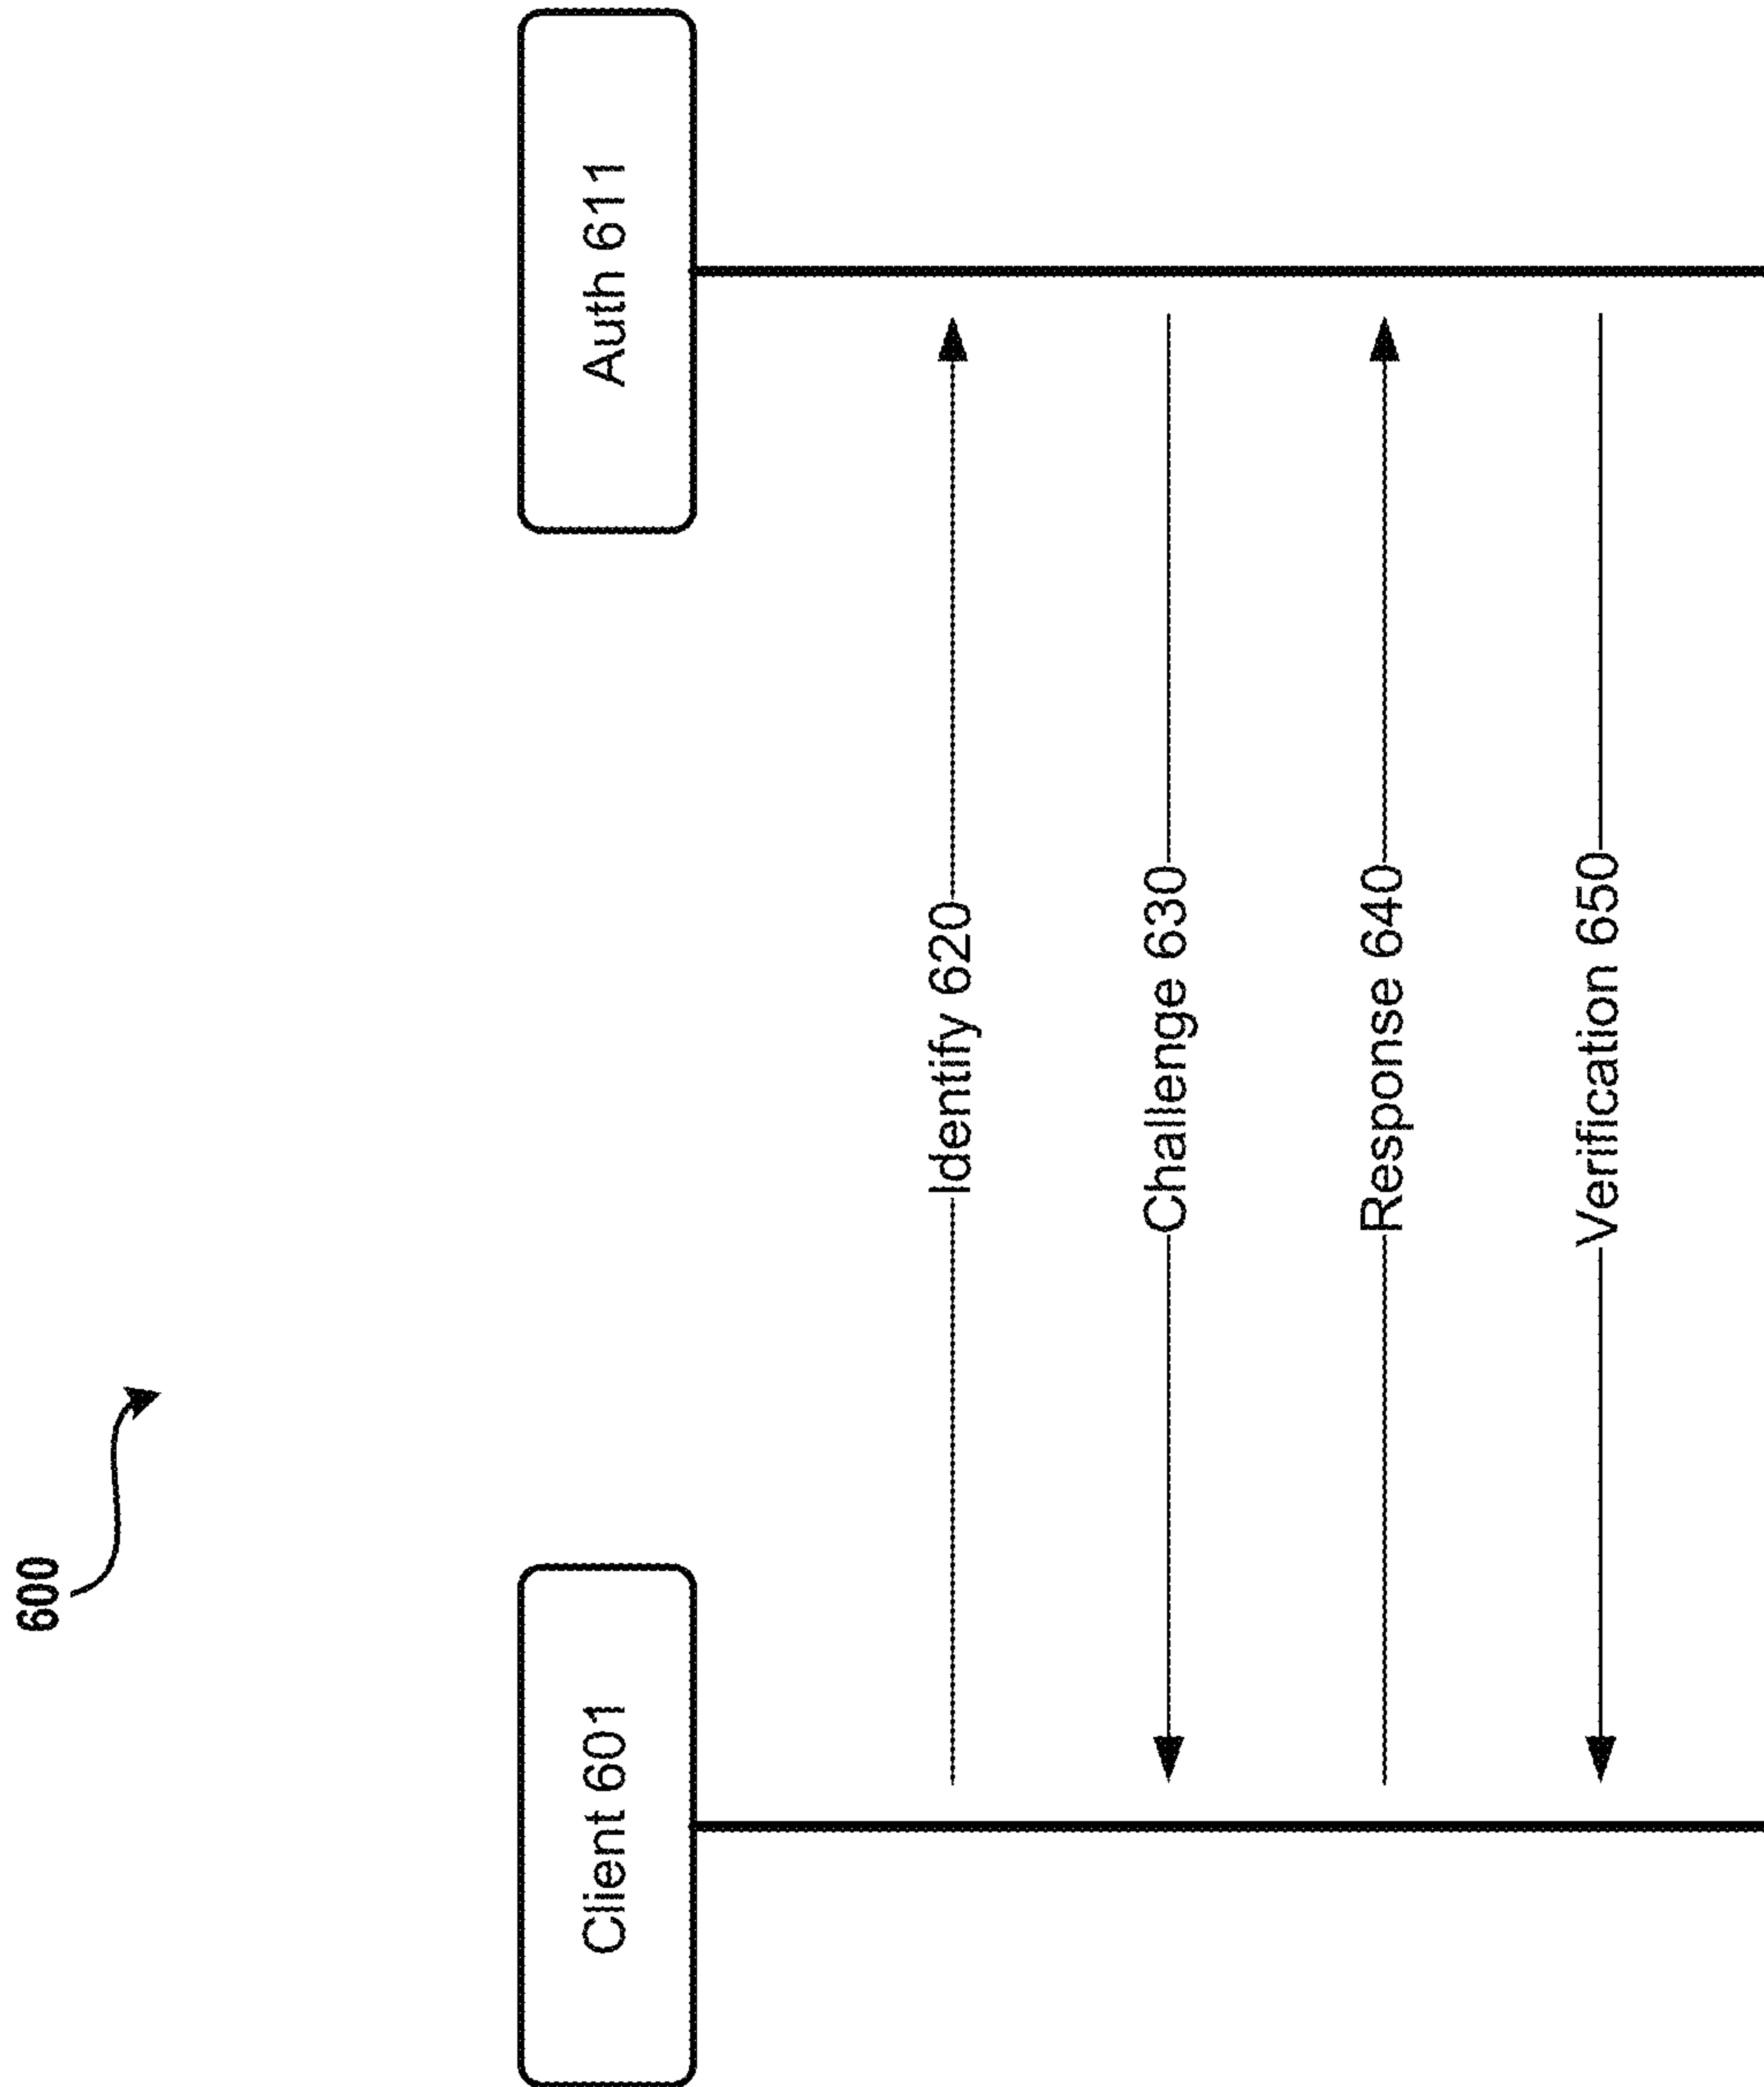 600
Client 601
Auth 611
Identify 620
Challenge 630
Response 640
Verification 650